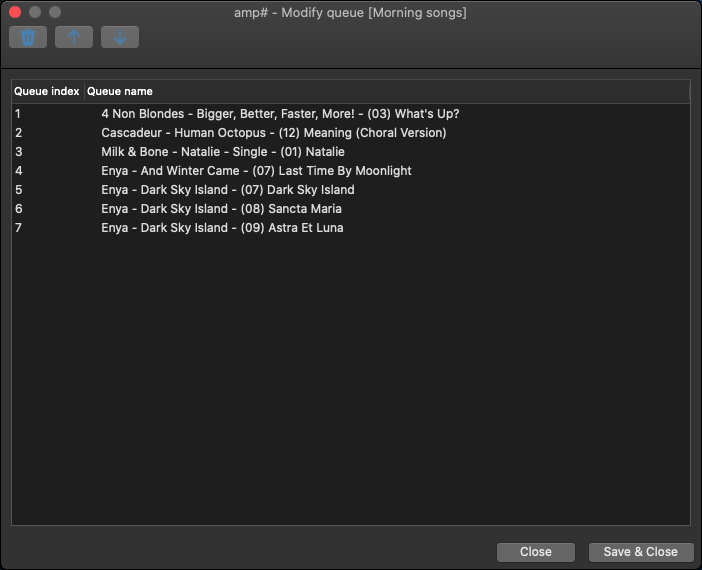 amp# - Modify queue [Morning songs]
Queue index Queue name
1 4 Non Blondes - Bigger, Better, Faster, More! - (03) What's Up?
2 Cascadeur - Human Octopus - (12) Meaning (Choral Version)
3 Milk & Bone - Natalie - Single - (01) Natalie
4 Enya - And Winter Came - (07) Last Time By Moonlight
5 Enya - Dark Sky Island - (07) Dark Sky Island
6 Enya - Dark Sky Island - (08) Sancta Maria
7 Enya - Dark Sky Island - (09) Astra Et Luna
Close Save & Close